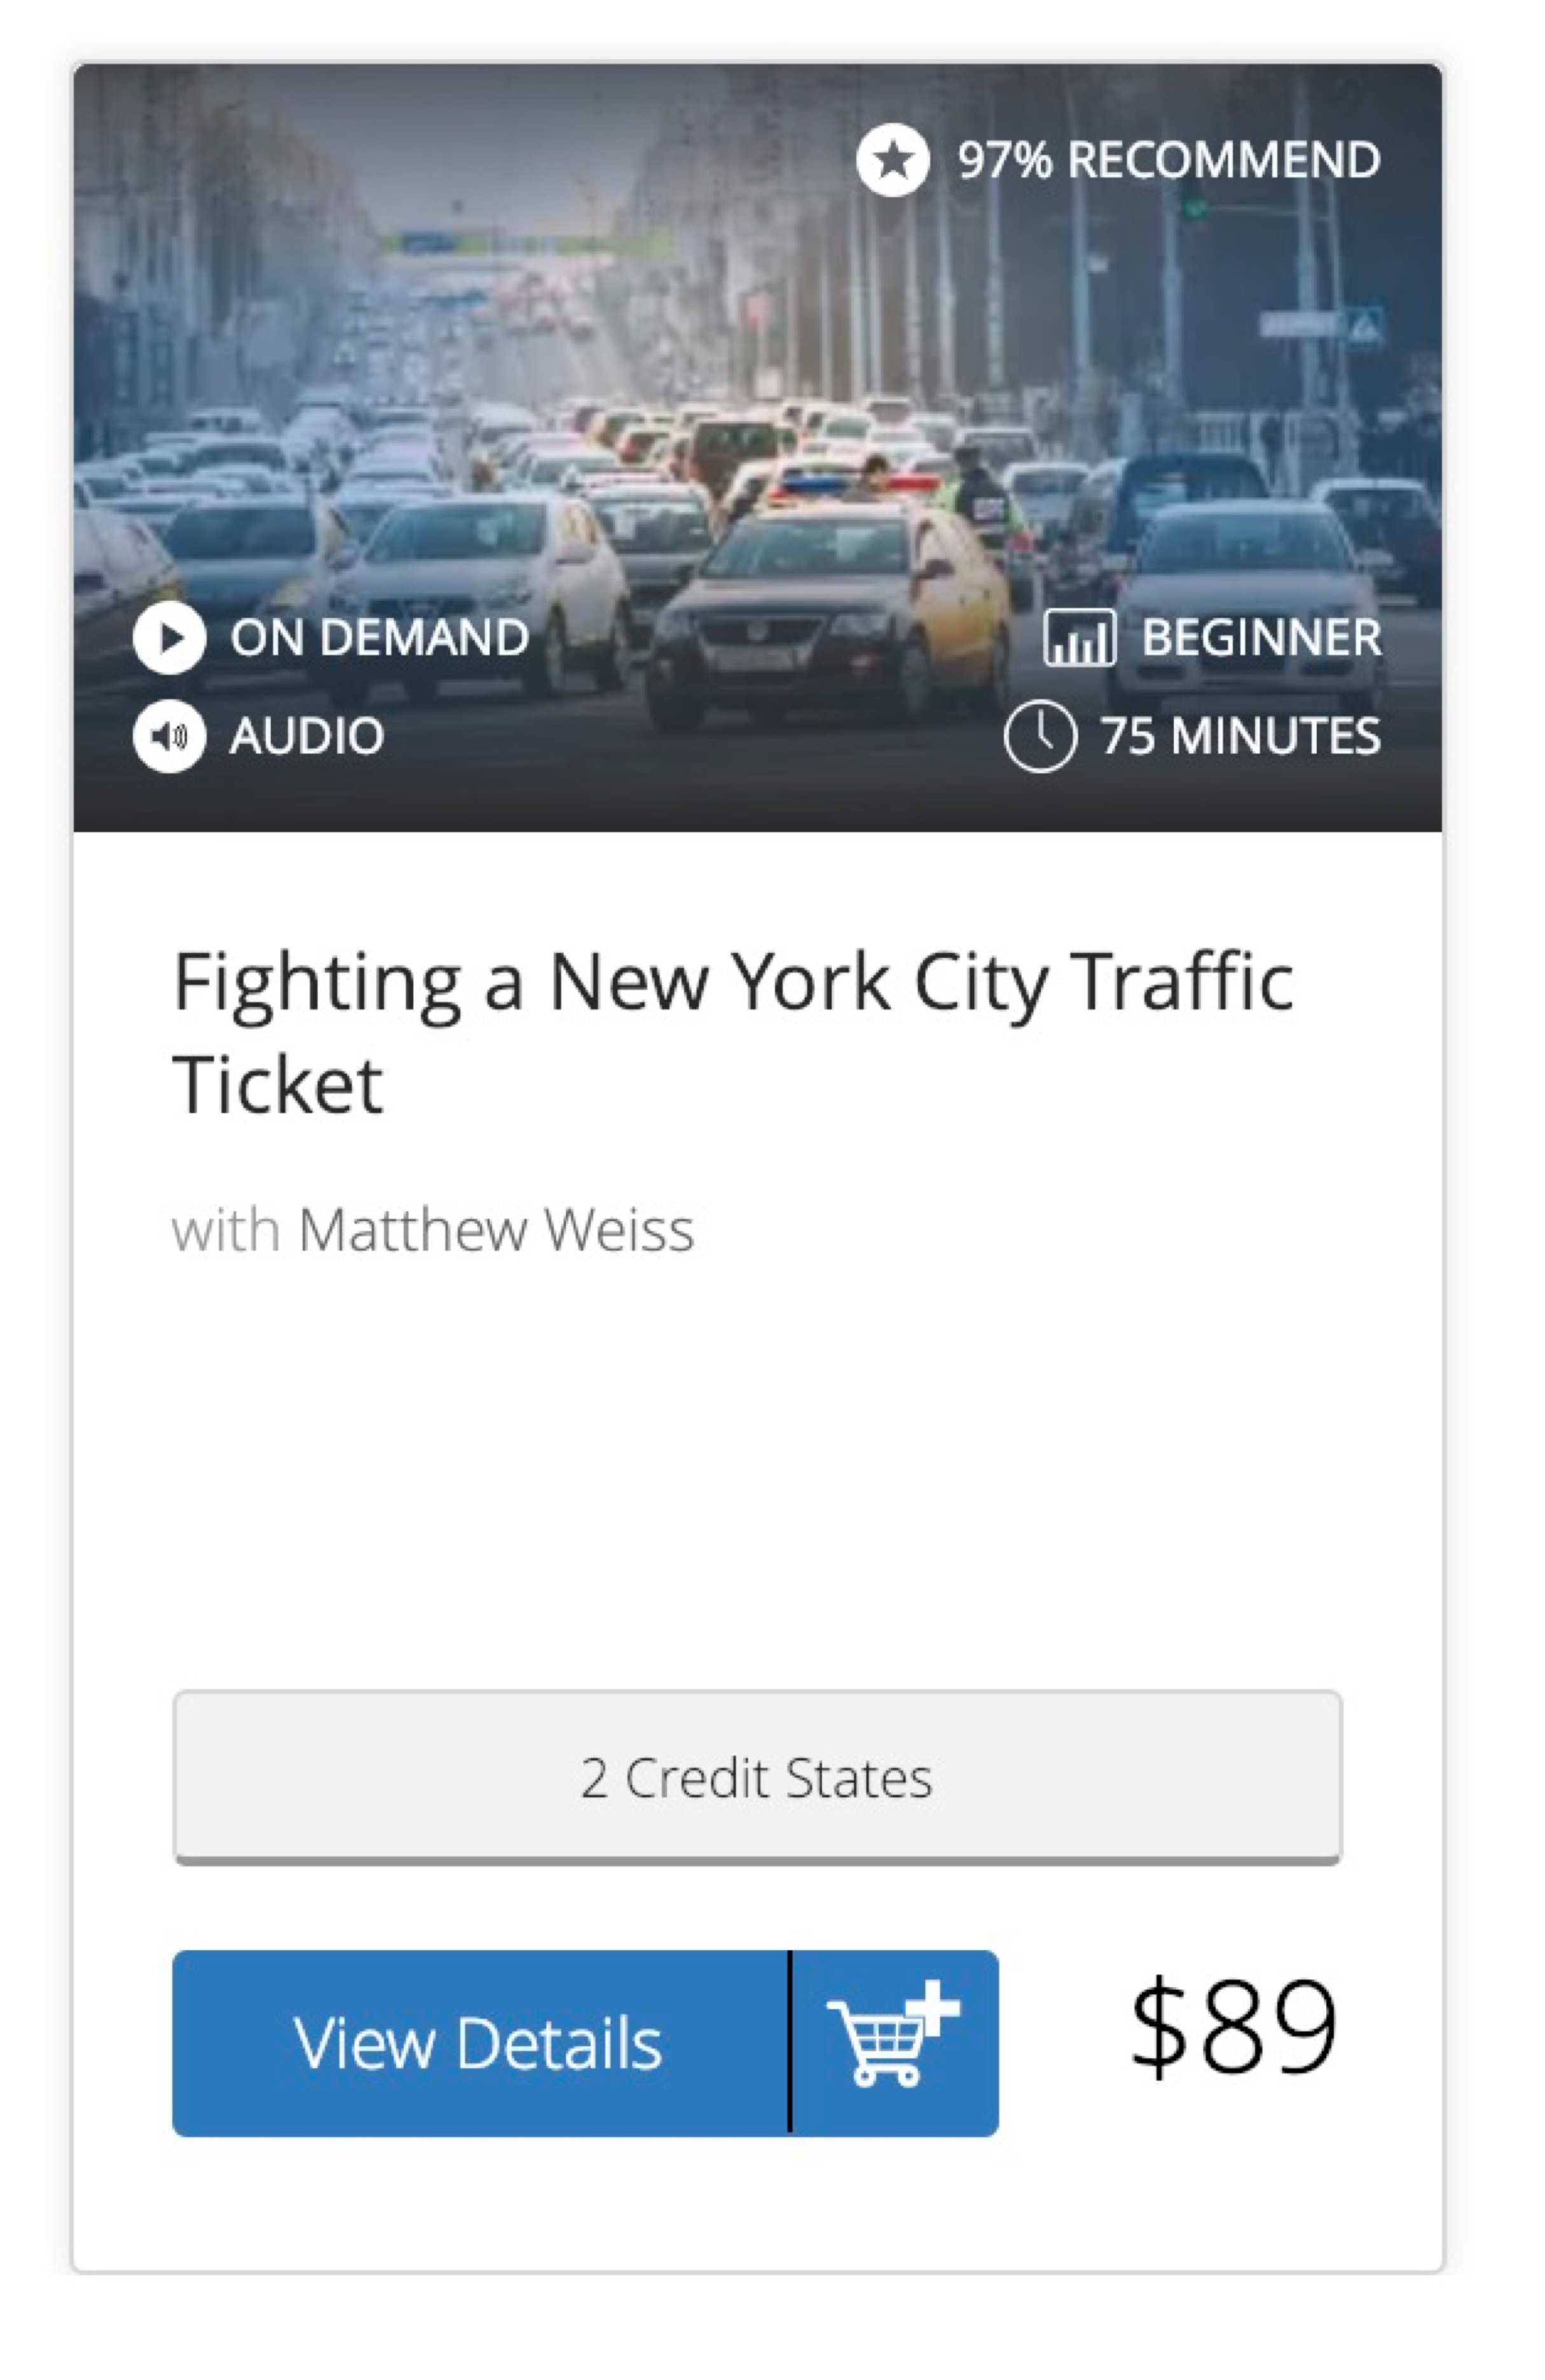 97% RECOMMEND
ON DEMAND
BEGINNER
AUDIO
75 MINUTES
Fighting a New York City Traffic
Ticket
with Matthew Weiss
2 Credit States
View Details
$89